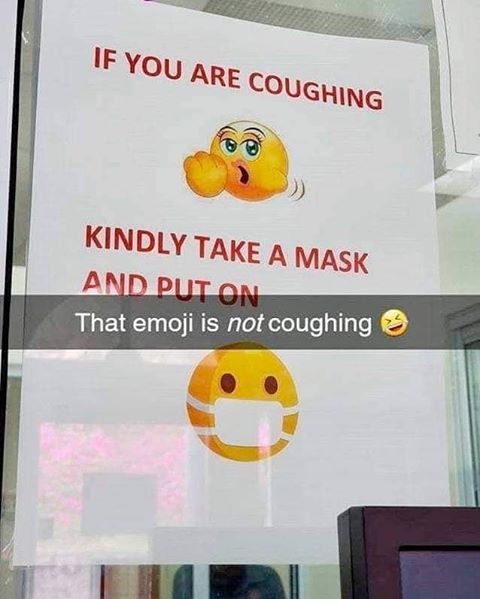 IF YOU ARE COUGHING
KINDLY TAKE A MASK
AND PUT ON
That emoji is not coughing 🤣